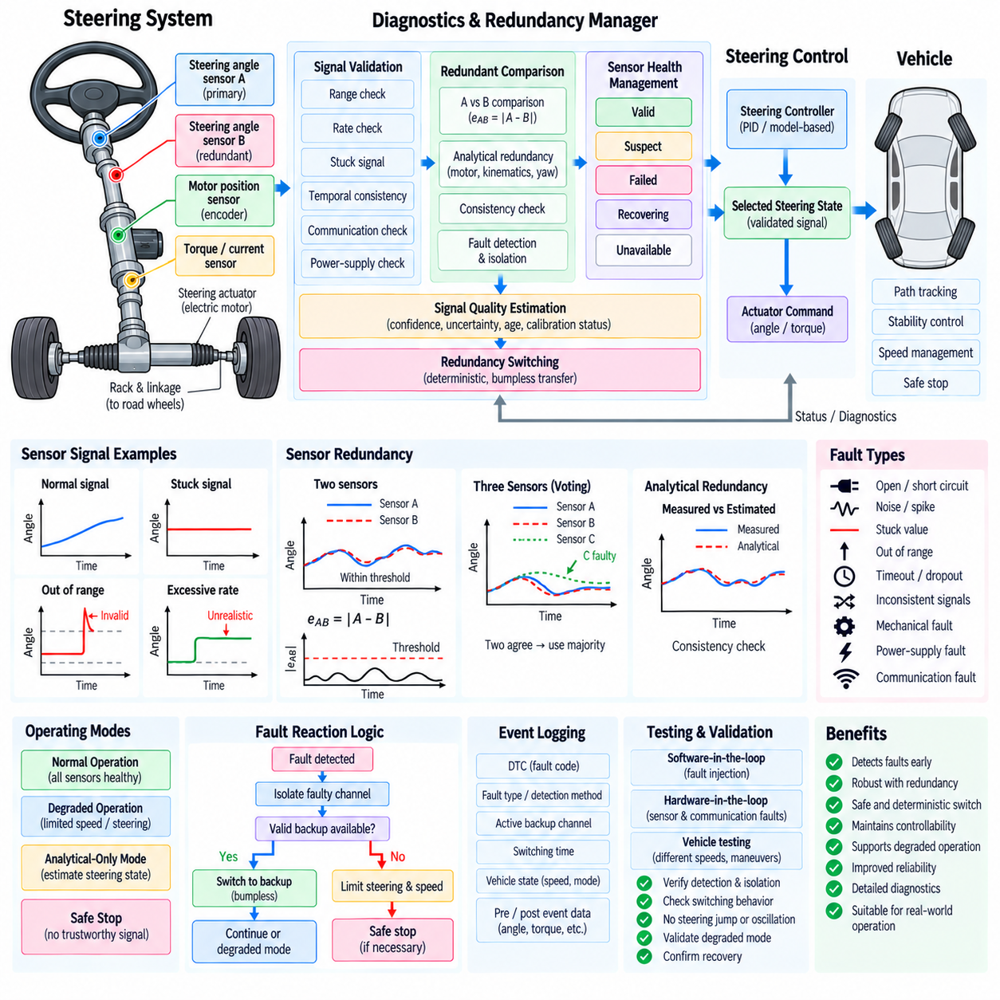 Steering System
Diagnostics & Redundancy Manager
Steering Control
Vehicle
Steering angle
sensor A
(primary)
Steering angle
sensor B
(redundant)
Motor position
sensor
(encoder)
Torque / current
sensor
Steering actuator
(electric motor)
Rack & linkage
(to road wheels)
Signal Validation
Range check
Rate check
Stuck signal
Temporal consistency
Communication check
Power-supply check
Redundant Comparison
A vs B comparison
(eAB = | A - B|)
Analytical redundancy
(motor, kinematics, yaw)
Consistency check
Fault detection
& isolation
Sensor Health
Management
Valid
Suspect
Failed
Recovering
Unavailable
Signal Quality Estimation
(confidence, uncertainty, age, calibration status)
Redundancy Switching
(deterministic, bumpless transfer)
Steering Controller
(PID / model-based)
Selected Steering State
(validated signal)
Actuator Command
(angle / torque)
Status / Diagnostics
Path tracking
Stability control
Speed management
Safe stop
Sensor Signal Examples
Normal signal
Angle
Time
Stuck signal
Angle
Time
Out of range
Invalid
Angle
Time
Excessive rate
Unrealistic
Angle
Time
Sensor Redundancy
Two sensors
Sensor A
Sensor B
Angle
Within threshold
Time
eAB = | A - B|
Threshold
|eAB|
Time
Three Sensors (Voting)
Sensor A
Sensor B
Sensor C
C faulty
Angle
Time
Two agree → use majority
Analytical Redundancy
Measured vs Estimated
Measured
Analytical
Angle
Time
Consistency check
Fault Types
Open / short circuit
Noise / spike
Stuck value
Out of range
Timeout / dropout
Inconsistent signals
Mechanical fault
Power-supply fault
Communication fault
Operating Modes
Normal Operation
(all sensors healthy)
Degraded Operation
(limited speed / steering)
Analytical-Only Mode
(estimate steering state)
Safe Stop
(no trustworthy signal)
Fault Reaction Logic
Fault detected
Isolate faulty channel
Valid backup available?
Yes
No
Switch to backup
(bumpless)
Limit steering & speed
Continue or
degraded mode
Safe stop
(if necessary)
Event Logging
DTC (fault code)
Fault type / detection method
Active backup channel
Switching time
Vehicle state (speed, mode)
Pre / post event data
(angle, torque, etc.)
Testing & Validation
Software-in-the-loop
(fault injection)
Hardware-in-the-loop
(sensor & communication faults)
Vehicle testing
(different speeds, maneuvers)
Verify detection & isolation
Check switching behavior
No steering jump or oscillation
Validate degraded mode
Confirm recovery
Benefits
Detects faults early
Robust with redundancy
Safe and deterministic switch
Maintains controllability
Supports degraded operation
Improved reliability
Detailed diagnostics
Suitable for real-world
operation